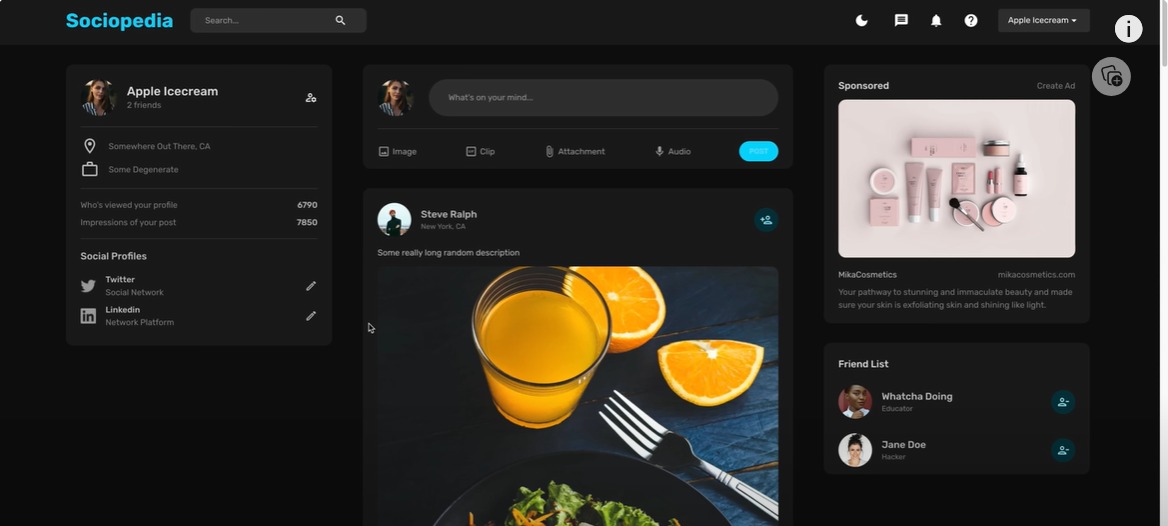 Sociopedia
Search...
Apple Icecream
Apple Icecream
2 friends
Somewhere Out There, CA
Some Degenerate
Who's viewed your profile 6790
Impressions of your post 7850
Social Profiles
Twitter
Social Network
Linkedin
Network Platform
What's on your mind...
Image Clip Attachment Audio POST
Steve Ralph
New York, CA
Some really long random description
Sponsored Create Ad
MikaCosmetics mikacosmetics.com
Your pathway to stunning and immaculate beauty and made
sure your skin is exfoliating skin and shining like light.
Friend List
Whatcha Doing
Educator
Jane Doe
Hacker